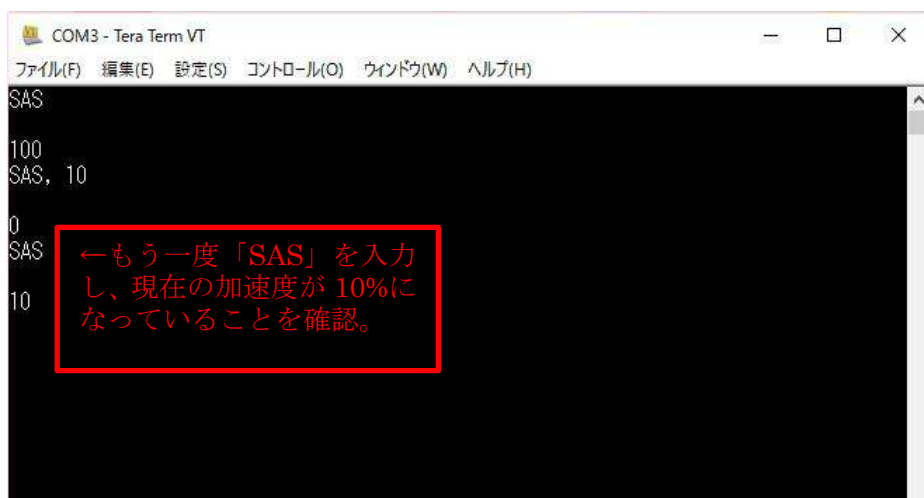 COM3 - Tera Term VT
ファイル(F) 編集(E) 設定(S) コントロール(O) ウィンドウ(W) ヘルプ(H)
SAS
100
SAS, 10
0
SAS
10
←もう一度「SAS」を入力
し、現在の加速度が 10%に
なっていることを確認。